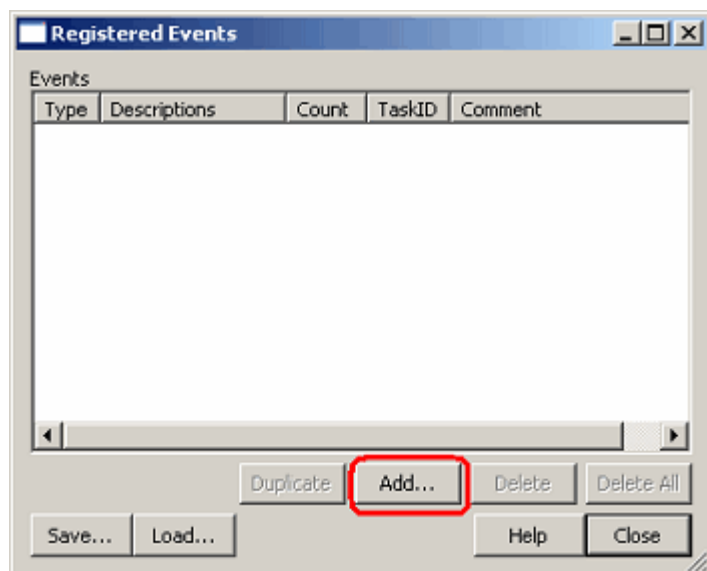 Registered Events
Events
Type Descriptions Count TaskID Comment
Duplicate Add... Delete Delete All
Save... Load... Help Close